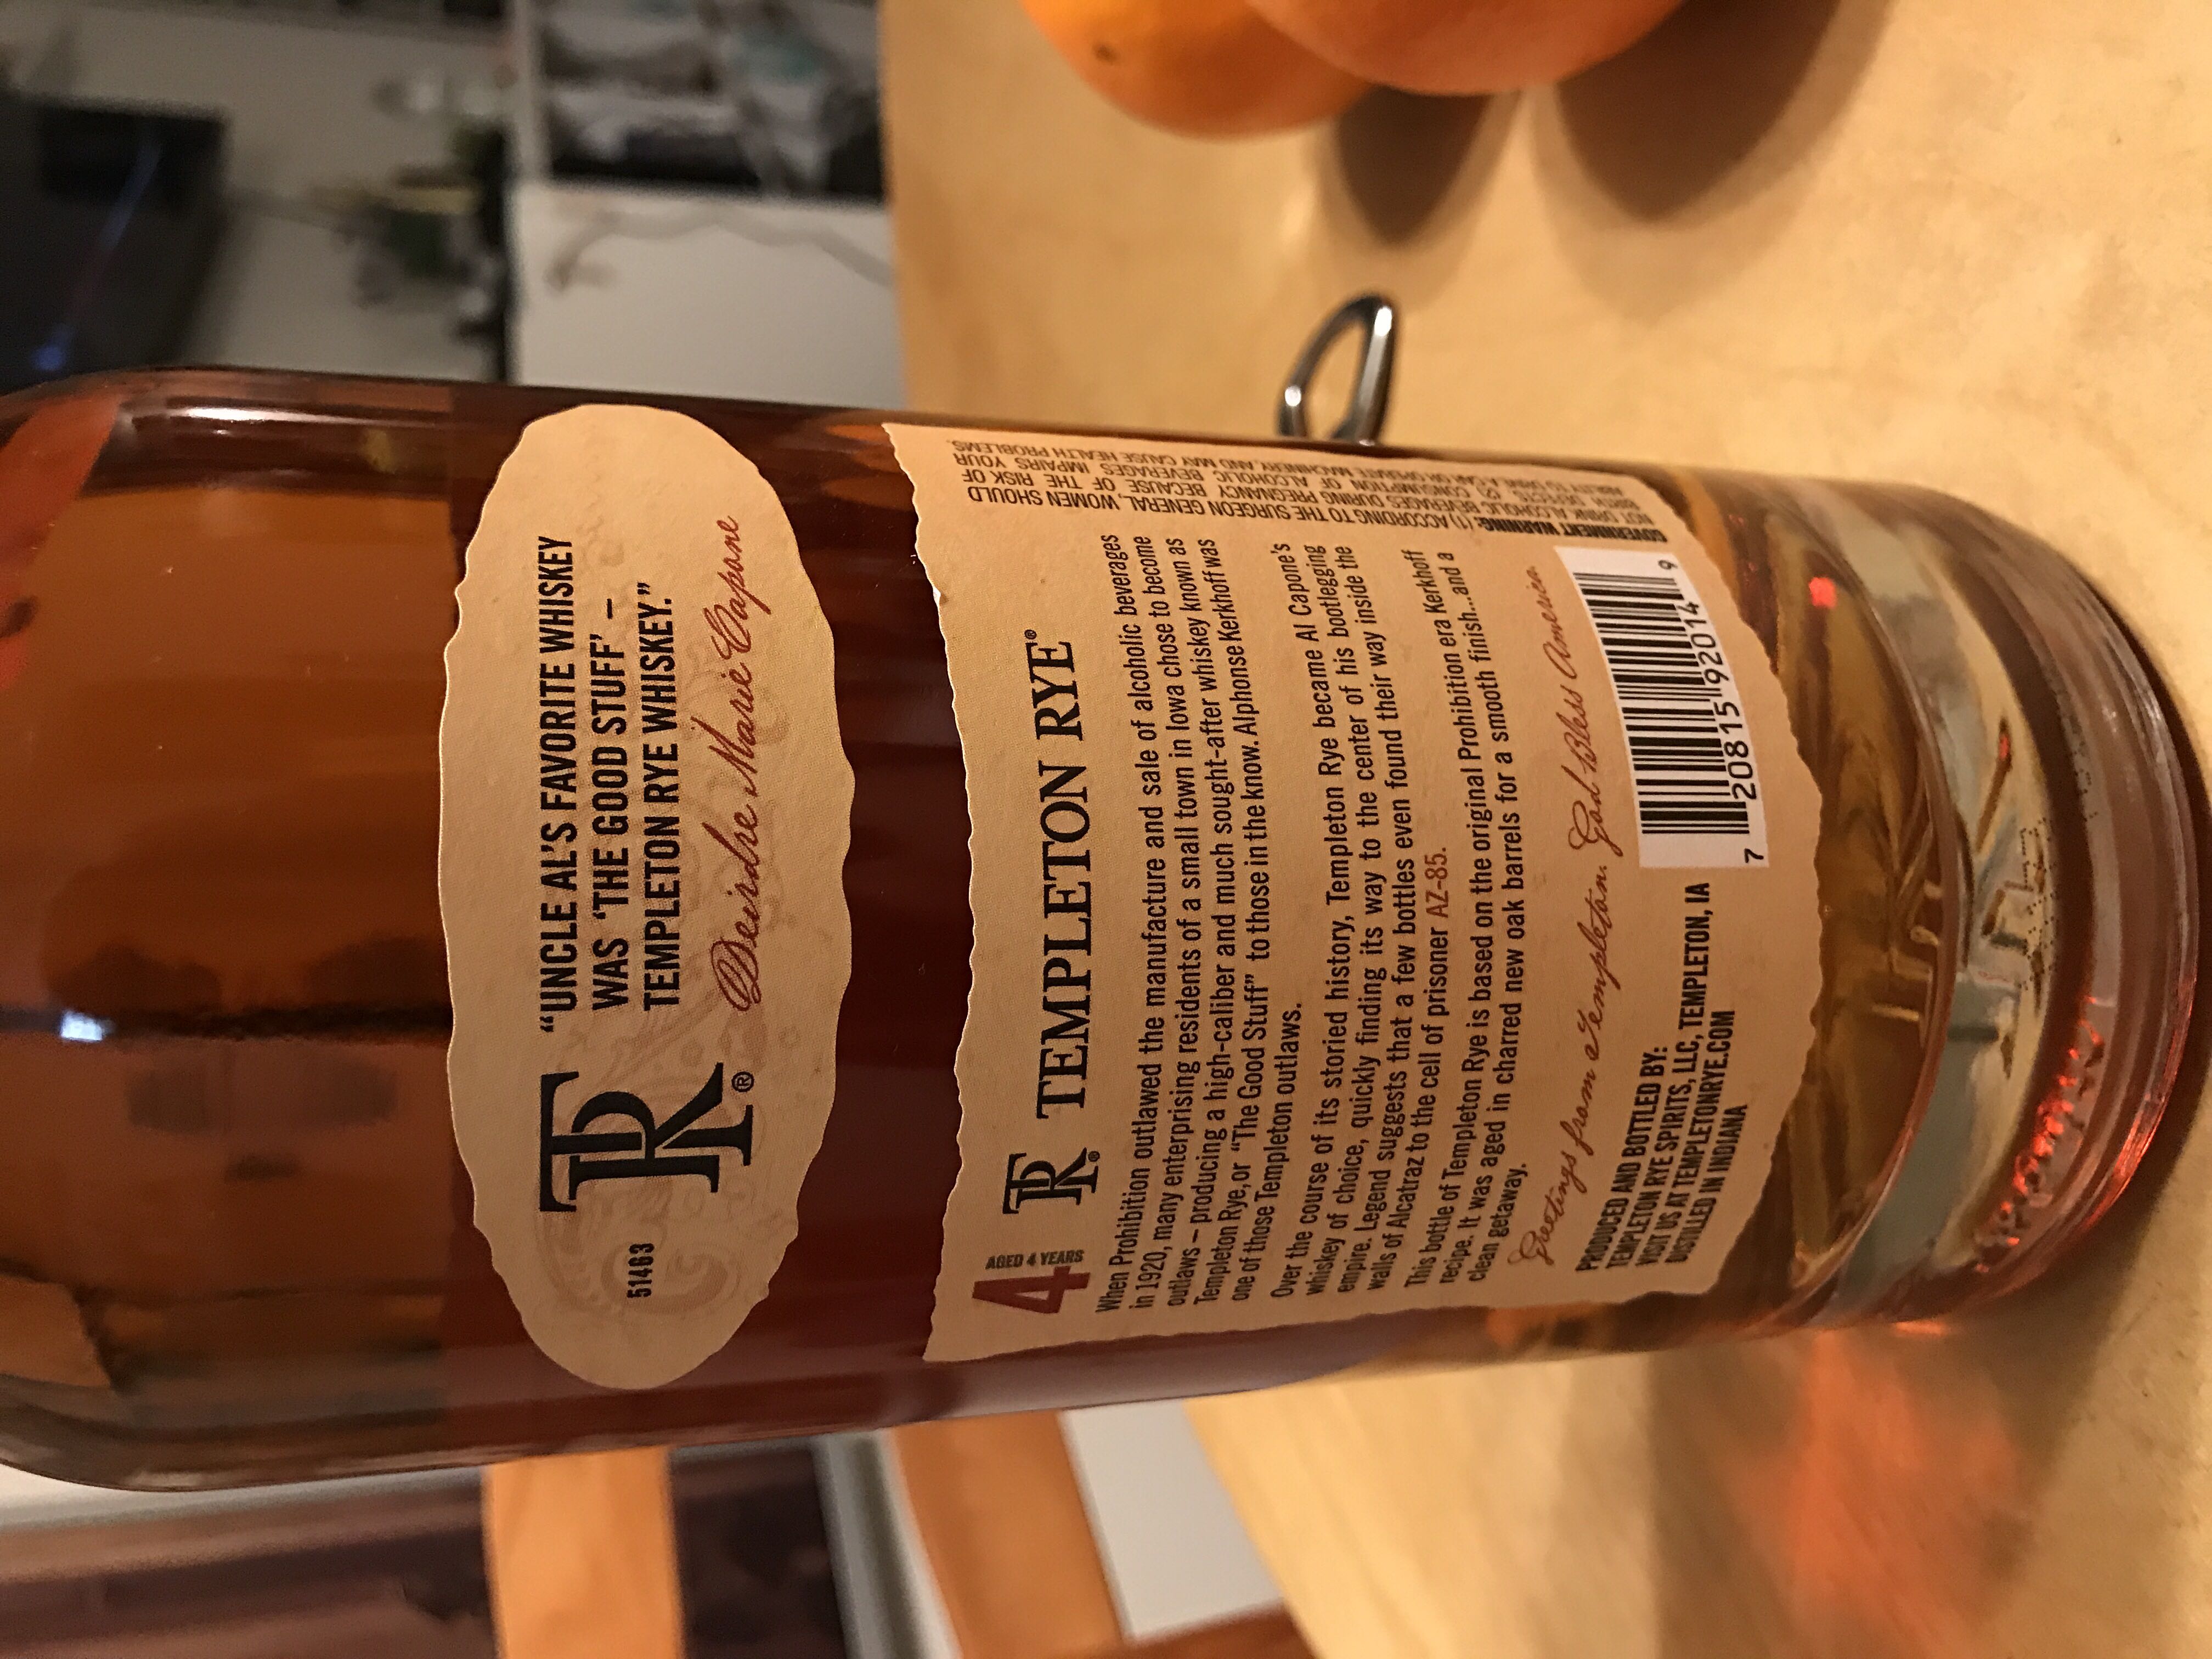 51463
TR®
"UNCLE AL'S FAVORITE WHISKEY
WAS 'THE GOOD STUFF' –
TEMPLETON RYE WHISKEY."
Deirdre Marie Capone
4
AGED 4 YEARS
TR® TEMPLETON RYE®
When Prohibition outlawed the manufacture and sale of alcoholic beverages
in 1920, many enterprising residents of a small town in Iowa chose to become
outlaws – producing a high-caliber and much sought-after whiskey known as
Templeton Rye, or "The Good Stuff" to those in the know. Alphonse Kerkhoff was
one of those Templeton outlaws.
Over the course of its storied history, Templeton Rye became Al Capone's
whiskey of choice, quickly finding its way to the center of his bootlegging
empire. Legend suggests that a few bottles even found their way inside the
walls of Alcatraz to the cell of prisoner AZ-85.
This bottle of Templeton Rye is based on the original Prohibition era Kerkhoff
recipe. It was aged in charred new oak barrels for a smooth finish...and a
clean getaway.
Greetings from a Templeton. God Bless America.
PRODUCED AND BOTTLED BY:
TEMPLETON RYE SPIRITS, LLC, TEMPLETON, IA
VISIT US AT TEMPLETONRYE.COM
DISTILLED IN INDIANA
7 20815 92014 9
GOVERNMENT WARNING: (1) ACCORDING TO THE SURGEON GENERAL, WOMEN SHOULD
NOT DRINK ALCOHOLIC BEVERAGES DURING PREGNANCY BECAUSE OF THE RISK OF
BIRTH DEFECTS. (2) CONSUMPTION OF ALCOHOLIC BEVERAGES IMPAIRS YOUR
ABILITY TO DRIVE A CAR OR OPERATE MACHINERY AND MAY CAUSE HEALTH PROBLEMS.